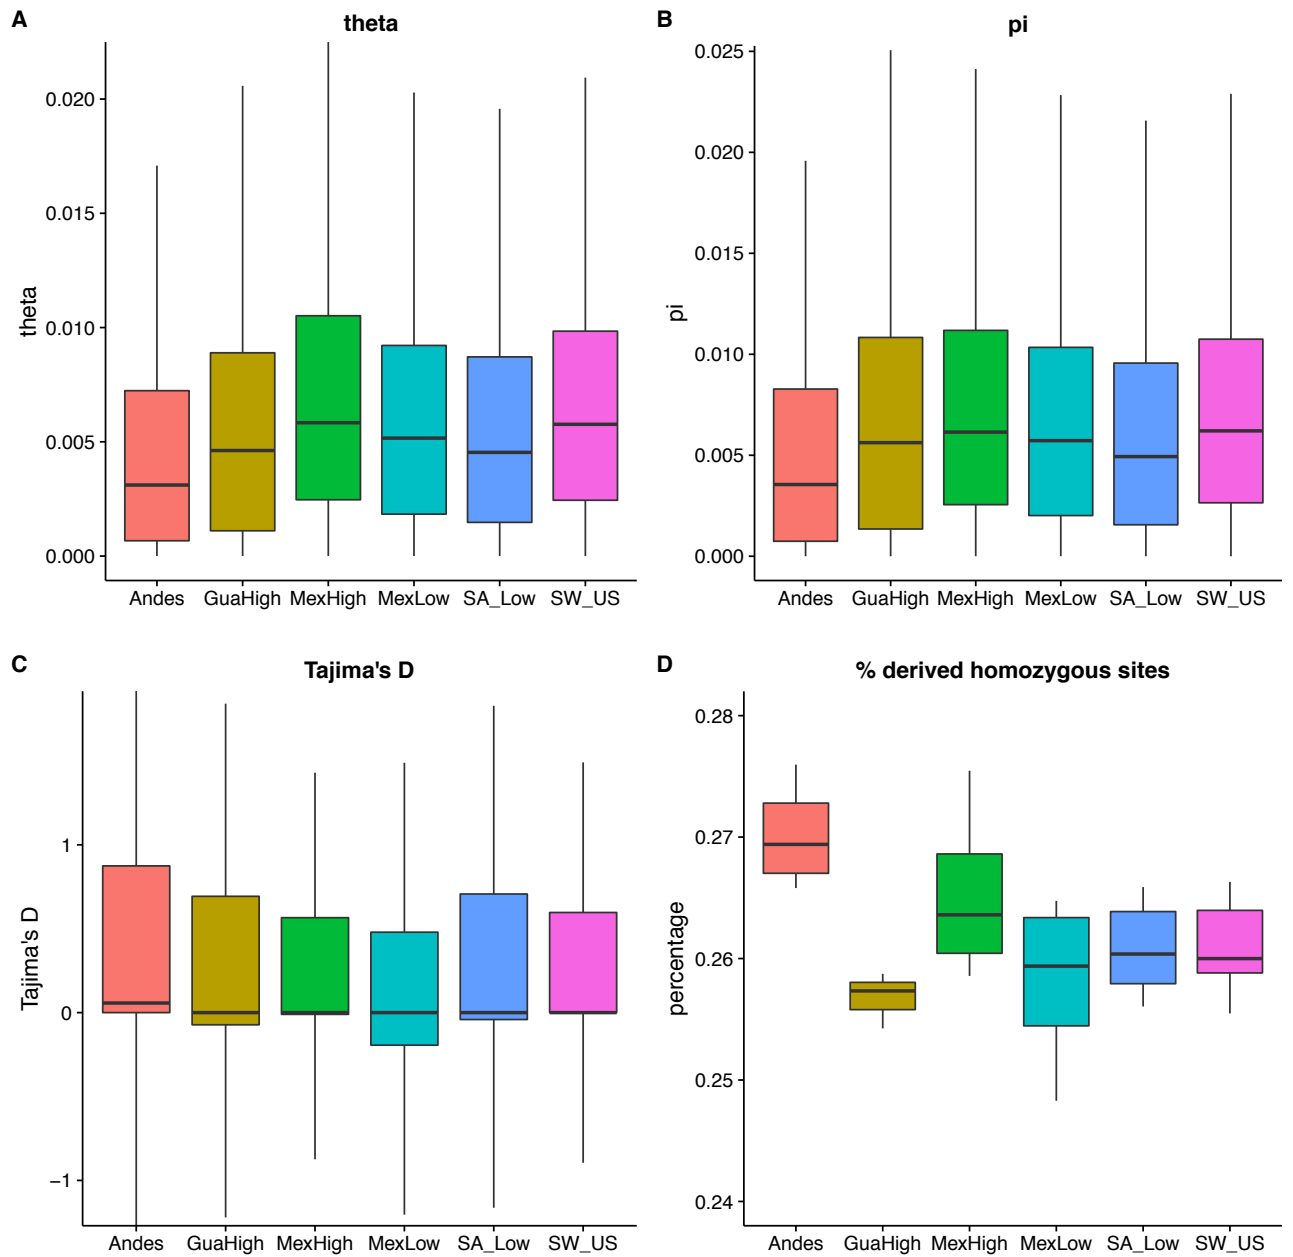 A
theta
theta
0.020
0.015
0.010
0.005
0.000
Andes GuaHigh MexHigh MexLow SA_Low SW_US
B
pi
pi
0.025
0.020
0.015
0.010
0.005
0.000
Andes GuaHigh MexHigh MexLow SA_Low SW_US
C
Tajima's D
Tajima's D
1
0
−1
Andes GuaHigh MexHigh MexLow SA_Low SW_US
D
% derived homozygous sites
percentage
0.28
0.27
0.26
0.25
0.24
Andes GuaHigh MexHigh MexLow SA_Low SW_US